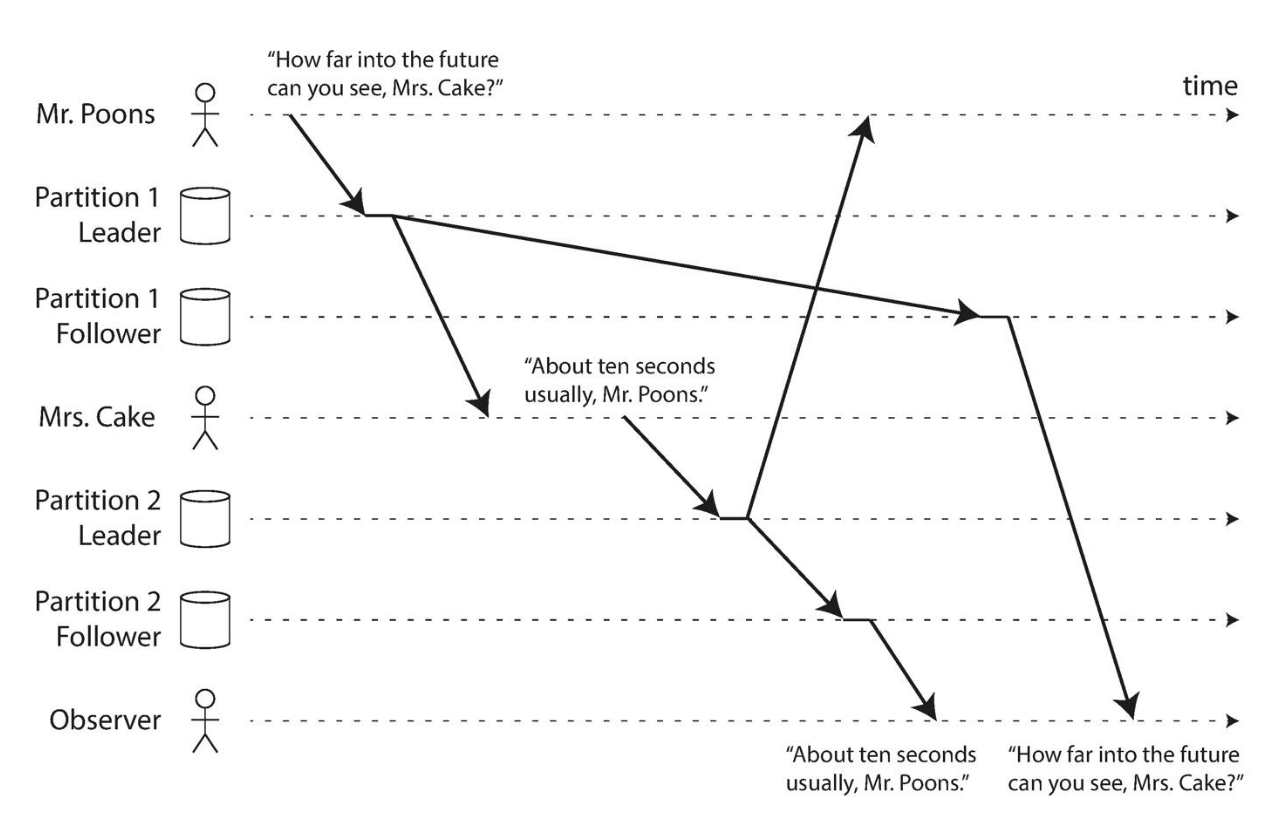 “How far into the future
can you see, Mrs. Cake?”
time
Mr. Poons
Partition 1
Leader
Partition 1
Follower
“About ten seconds
usually, Mr. Poons.”
Mrs. Cake
Partition 2
Leader
Partition 2
Follower
Observer
“About ten seconds
usually, Mr. Poons.”
“How far into the future
can you see, Mrs. Cake?”